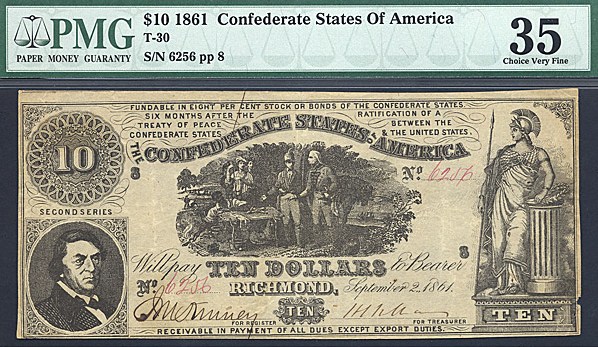 PMG
PAPER MONEY GUARANTY
$10 1861 Confederate States Of America
T-30
S/N 6256 pp 8
35
Choice Very Fine
FUNDABLE IN EIGHT PER CENT STOCK OR BONDS OF THE CONFEDERATE STATES.
SIX MONTHS AFTER THE RATIFICATION OF A
TREATY OF PEACE BETWEEN THE
CONFEDERATE STATES & THE UNITED STATES.
THE CONFEDERATE STATES OF AMERICA
10
8
No. 6256
SECOND SERIES
8
Will pay TEN DOLLARS to Bearer
No. 6256
RICHMOND, September 2, 1861.
TEN
FOR REGISTER
FOR TREASURER
TEN
RECEIVABLE IN PAYMENT OF ALL DUES EXCEPT EXPORT DUTIES.